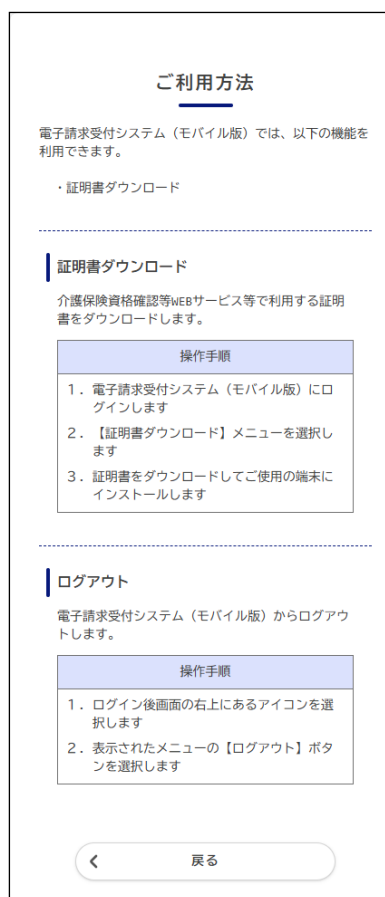 ご利用方法
電子請求受付システム（モバイル版）では、以下の機能を
利用できます。
・証明書ダウンロード
証明書ダウンロード
介護保険資格確認等WEBサービス等で利用する証明
書をダウンロードします。
操作手順
1．電子請求受付システム（モバイル版）にロ
グインします
2．【証明書ダウンロード】メニューを選択し
ます
3．証明書をダウンロードしてご使用の端末に
インストールします
ログアウト
電子請求受付システム（モバイル版）からログアウ
トします。
操作手順
1．ログイン後画面の右上にあるアイコンを選
択します
2．表示されたメニューの【ログアウト】ボタ
ンを選択します
戻る